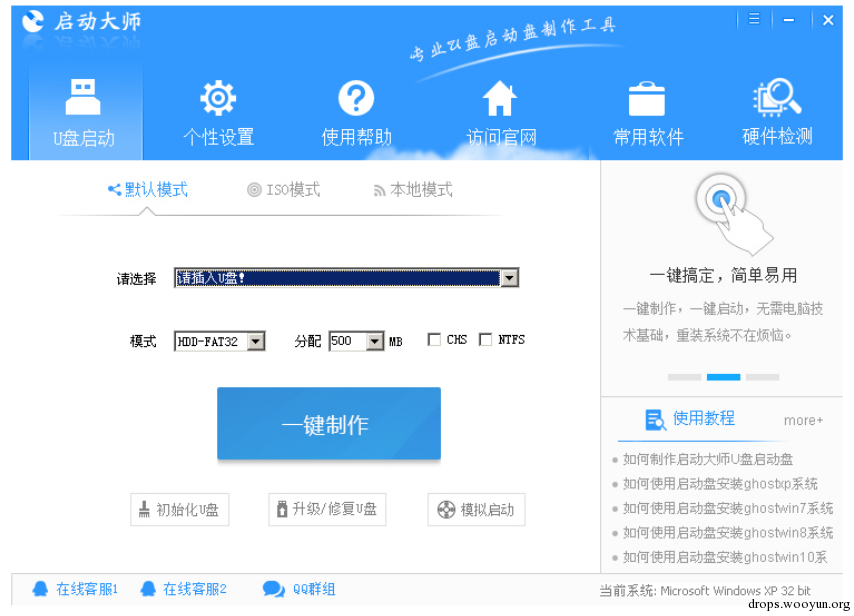 启动大师
专业U盘启动盘制作工具
U盘启动 个性设置 使用帮助 访问官网 常用软件 硬件检测
默认模式 ISO模式 本地模式
请选择 请插入U盘!
模式 HDD-FAT32 分配 500 MB CHS NTFS
一键制作
初始化U盘 升级/修复U盘 模拟启动
一键搞定，简单易用
一键制作，一键启动，无需电脑技
术基础，重装系统不在烦恼。
使用教程 more+
如何制作启动大师U盘启动盘
如何使用启动盘安装ghostxp系统
如何使用启动盘安装ghostwin7系统
如何使用启动盘安装ghostwin8系统
如何使用启动盘安装ghostwin10系
在线客服1 在线客服2 QQ群组 当前系统: Microsoft Windows XP 32 bit
drops.wooyun.org